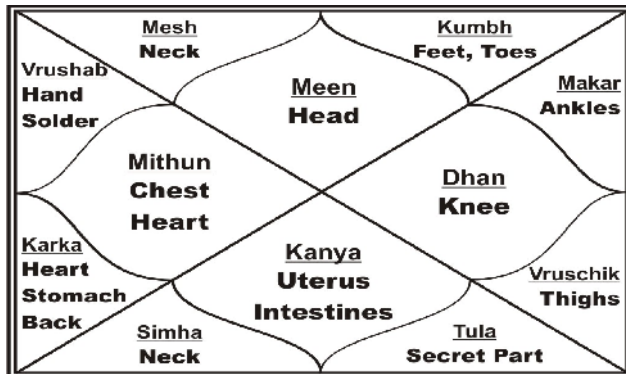 Mesh
Neck
Kumbh
Feet, Toes
Vrushab
Hand
Solder
Meen
Head
Makar
Ankles
Mithun
Chest
Heart
Dhan
Knee
Karka
Heart
Stomach
Back
Kanya
Uterus
Intestines
Vruschik
Thighs
Simha
Neck
Tula
Secret Part